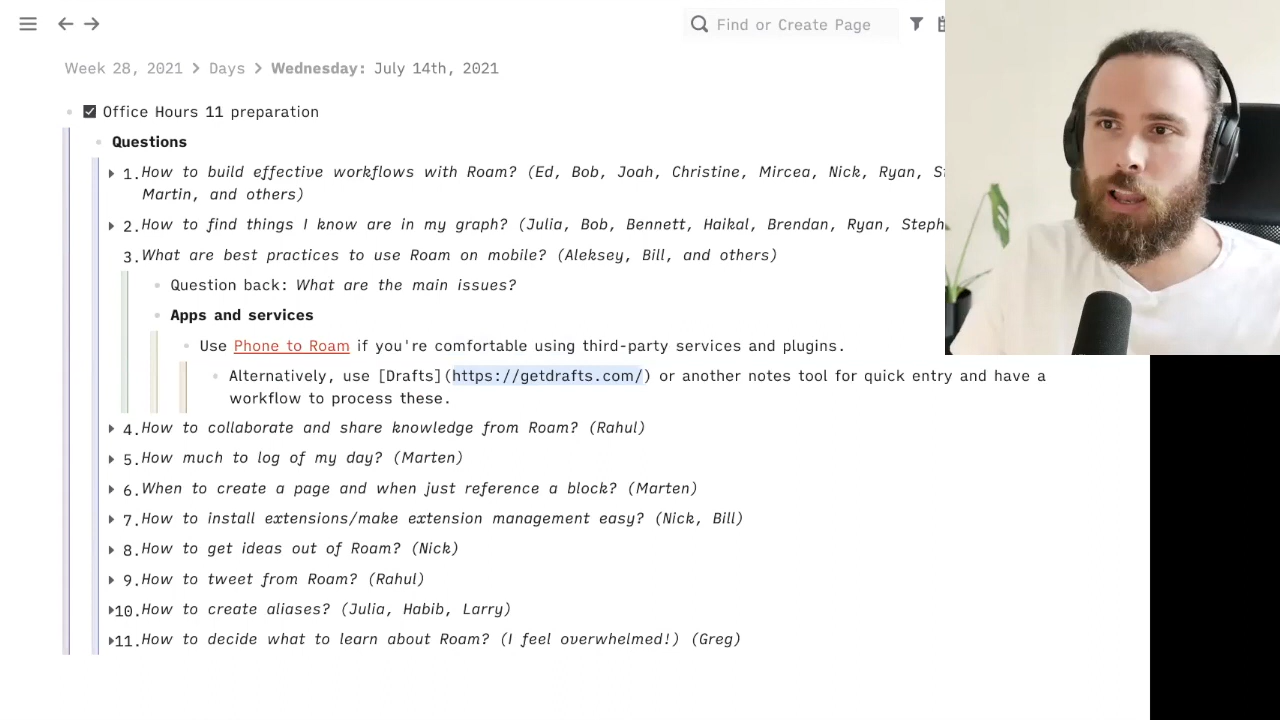 Find or Create Page
Week 28, 2021 > Days > Wednesday: July 14th, 2021
Office Hours 11 preparation
Questions
1. How to build effective workflows with Roam? (Ed, Bob, Joah, Christine, Mircea, Nick, Ryan,
Martin, and others)
2. How to find things I know are in my graph? (Julia, Bob, Bennett, Haikal, Brendan, Ryan, Steph
3. What are best practices to use Roam on mobile? (Aleksey, Bill, and others)
Question back: What are the main issues?
Apps and services
Use Phone to Roam if you're comfortable using third-party services and plugins.
Alternatively, use [Drafts](https://getdrafts.com/) or another notes tool for quick entry and have a
workflow to process these.
4. How to collaborate and share knowledge from Roam? (Rahul)
5. How much to log of my day? (Marten)
6. When to create a page and when just reference a block? (Marten)
7. How to install extensions/make extension management easy? (Nick, Bill)
8. How to get ideas out of Roam? (Nick)
9. How to tweet from Roam? (Rahul)
10. How to create aliases? (Julia, Habib, Larry)
11. How to decide what to learn about Roam? (I feel overwhelmed!) (Greg)